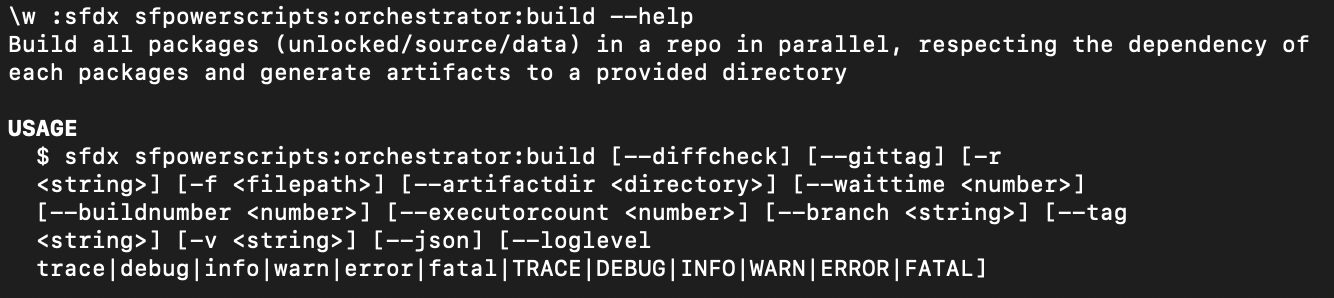 \w :sfdx sfpowerscripts:orchestrator:build --help
Build all packages (unlocked/source/data) in a repo in parallel, respecting the dependency of
each packages and generate artifacts to a provided directory
USAGE
$ sfdx sfpowerscripts:orchestrator:build [--diffcheck] [--gittag] [-r
<string>] [-f <filepath>] [--artifactdir <directory>] [--waittime <number>]
[--buildnumber <number>] [--executorcount <number>] [--branch <string>] [--tag
<string>] [-v <string>] [--json] [--loglevel
trace|debug|info|warn|error|fatal|TRACE|DEBUG|INFO|WARN|ERROR|FATAL]